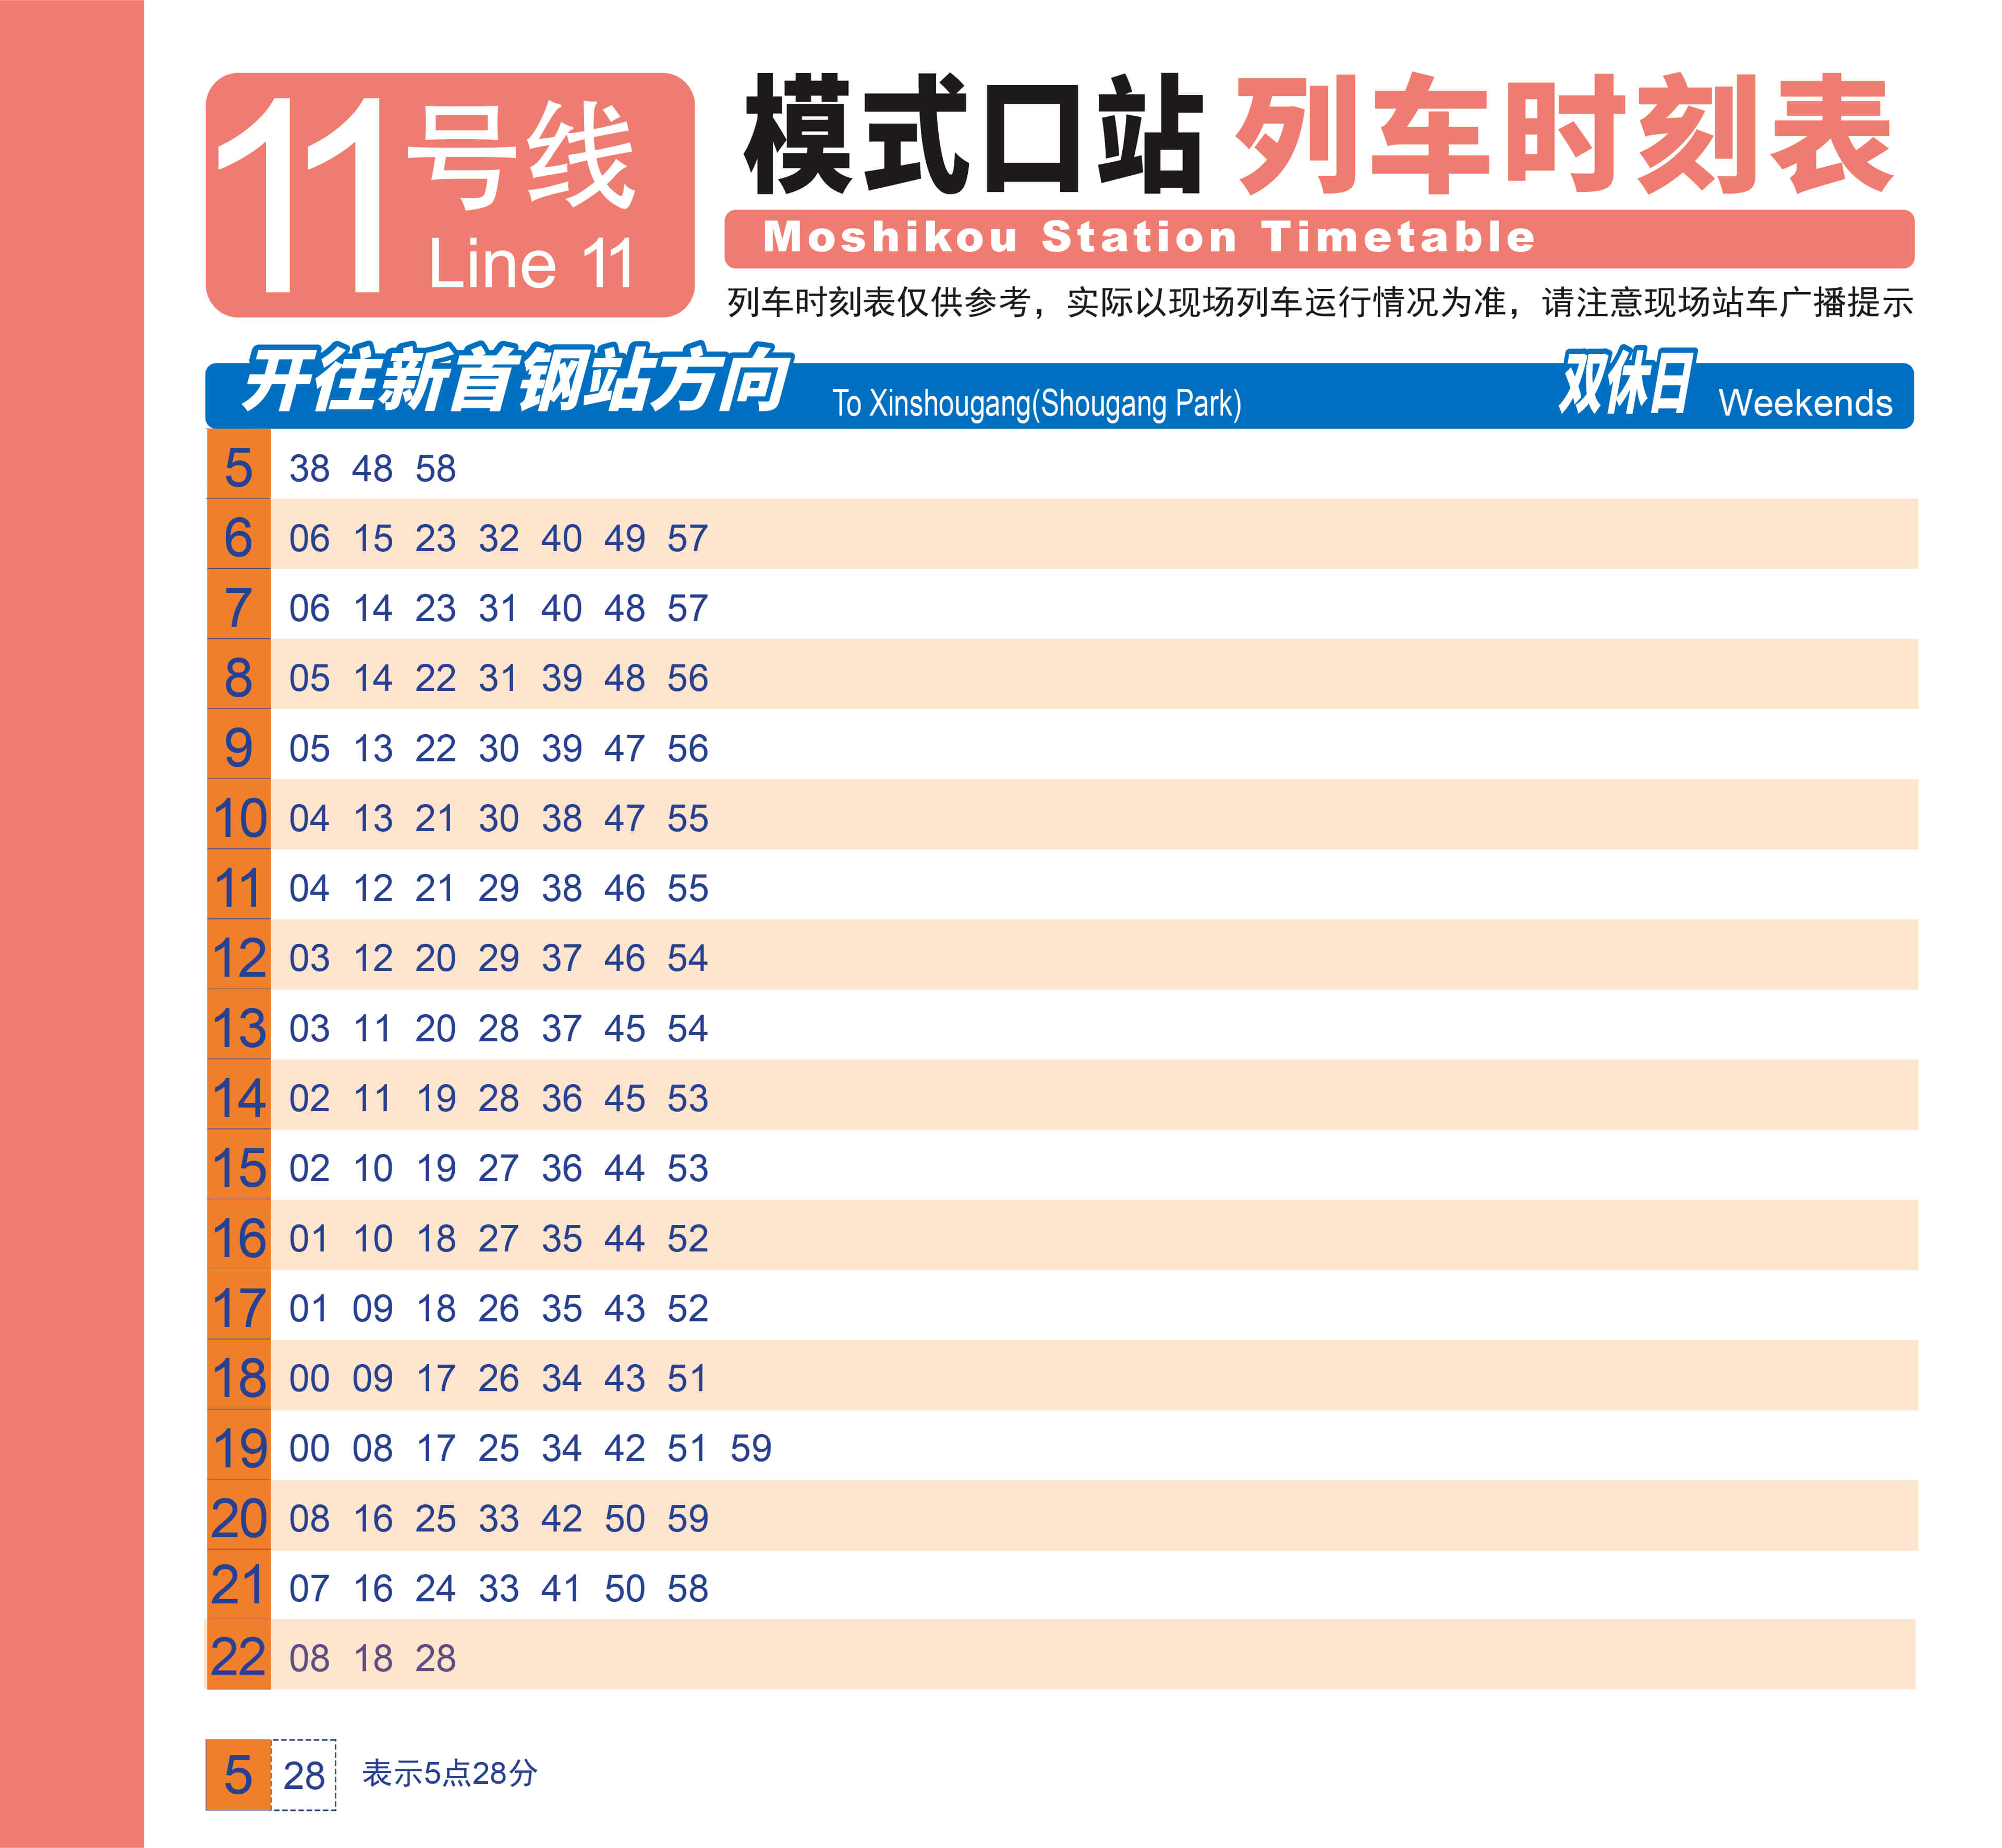 11号线
Line 11
模式口站 列车时刻表
Moshikou Station Timetable
列车时刻表仅供参考，实际以现场列车运行情况为准，请注意现场站车广播提示
开往新首钢站方向 To Xinshougang(Shougang Park) 双休日 Weekends
5 38 48 58
6 06 15 23 32 40 49 57
7 06 14 23 31 40 48 57
8 05 14 22 31 39 48 56
9 05 13 22 30 39 47 56
10 04 13 21 30 38 47 55
11 04 12 21 29 38 46 55
12 03 12 20 29 37 46 54
13 03 11 20 28 37 45 54
14 02 11 19 28 36 45 53
15 02 10 19 27 36 44 53
16 01 10 18 27 35 44 52
17 01 09 18 26 35 43 52
18 00 09 17 26 34 43 51
19 00 08 17 25 34 42 51 59
20 08 16 25 33 42 50 59
21 07 16 24 33 41 50 58
22 08 18 28
5 28 表示5点28分